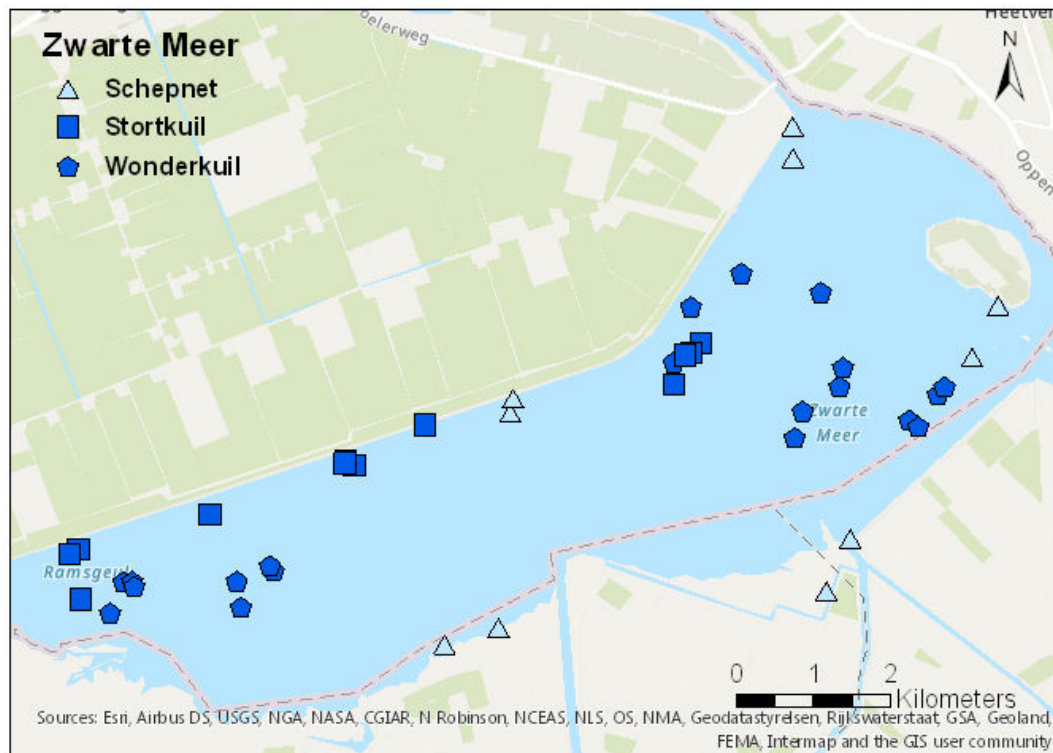 Zwarte Meer
Schepnet
Stortkuil
Wonderkuil
N
Zwarte
Meer
Ramsgeul
0 1 2
Kilometers
Sources: Esri, Airbus DS, USGS, NGA, NASA, CGIAR, N Robinson, NCEAS, NLS, OS, NMA, Geodatastyrelsen, Rijkswaterstaat, GSA, Geoland,
FEMA, Intermap and the GIS user community